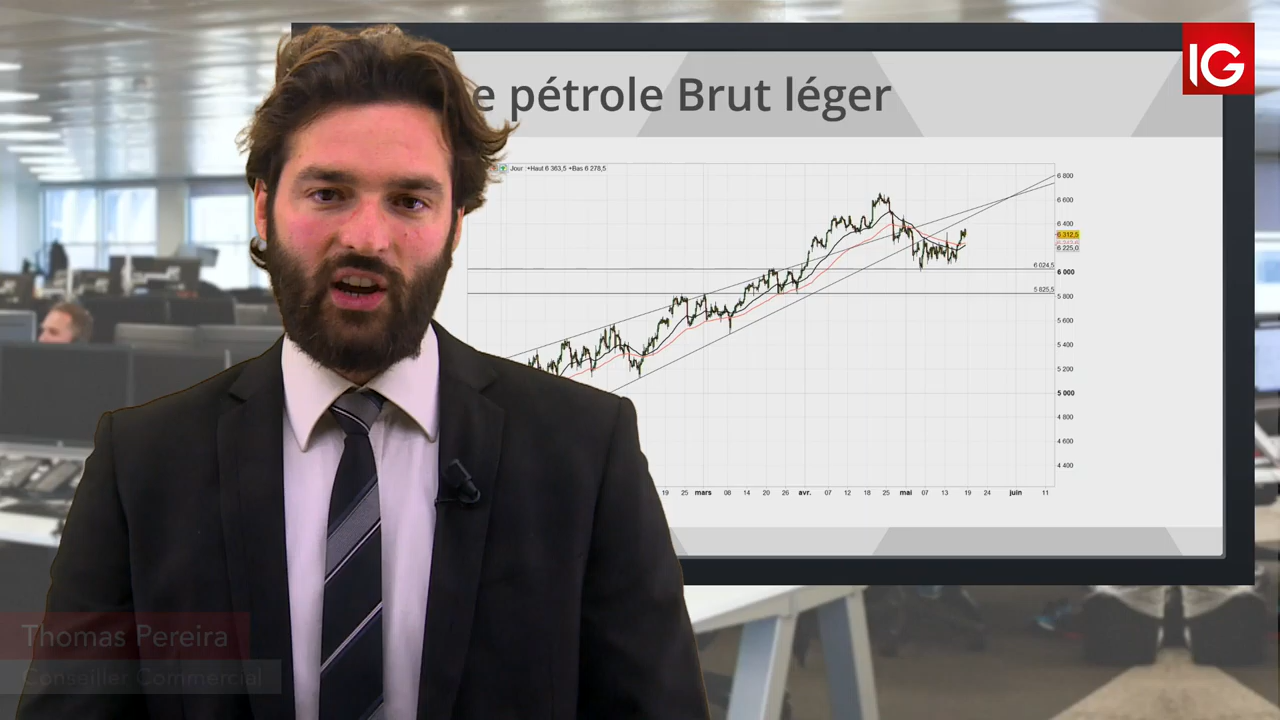 IG
e pétrole Brut léger
Jour : •Haut 6 363,5 •Bas 6 278,5
6 800
6 600
6 400
6 312,5
6 225,0
6 024,5
6 000
5 825,5
5 800
5 600
5 400
5 200
5 000
4 800
4 600
4 400
19 25 mars 08 14 20 26 avr. 07 12 18 25 mai 07 13 19 24 juin 11
Thomas Pereira
Conseiller Commercial